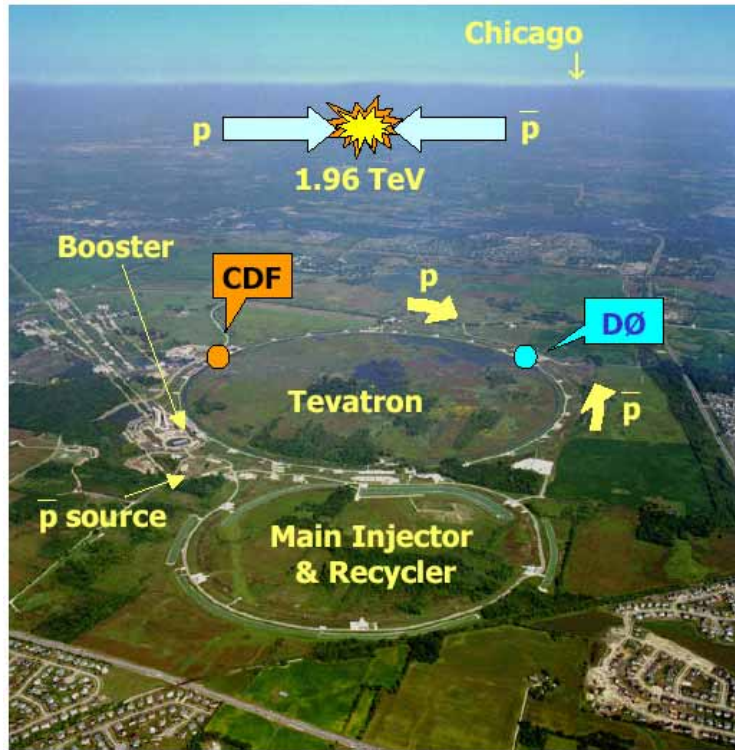 Chicago
↓
p
p̅
1.96 TeV
Booster
CDF
p
DØ
Tevatron
p̅
p̅ source
Main Injector
& Recycler